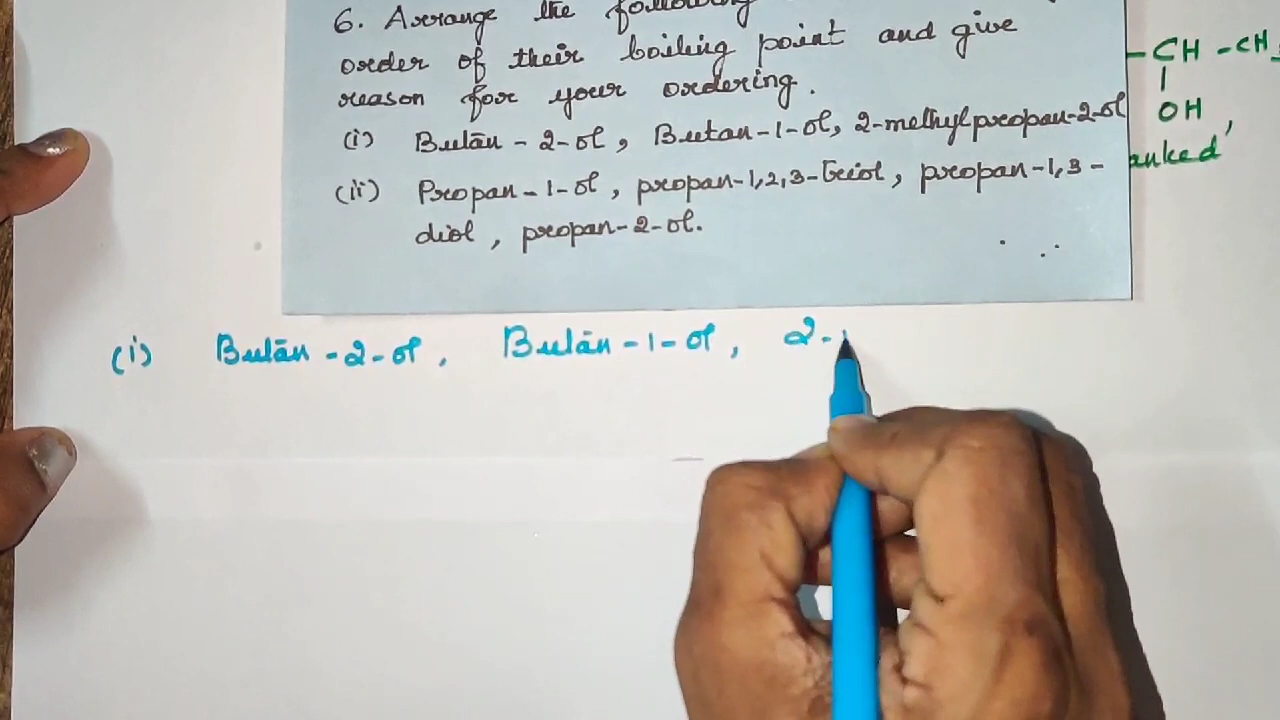 6. Arrange the following
order of their boiling point and give
reason for your ordering.
(i) Butan-2-ol, Butan-1-ol, 2-methylpropan-2-ol
(ii) Propan-1-ol, propan-1,2,3-triol, propan-1,3-
diol, propan-2-ol.
-CH-CH3
|
OH,
anked
(i) Butan-2-ol, Butan-1-ol, 2-